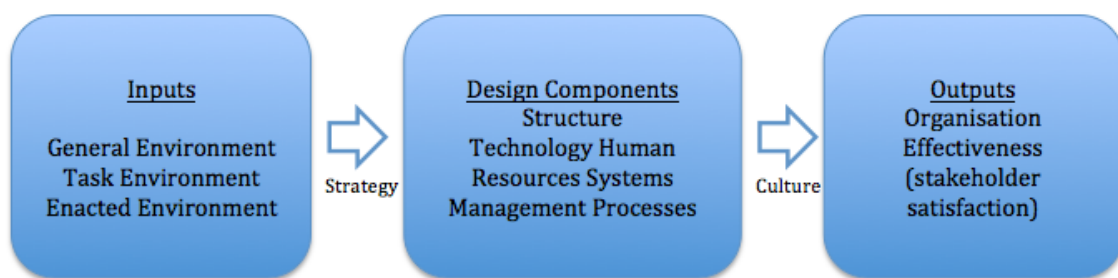 Inputs
General Environment
Task Environment
Enacted Environment
Strategy
Design Components
Structure
Technology Human
Resources Systems
Management Processes
Culture
Outputs
Organisation
Effectiveness
(stakeholder
satisfaction)